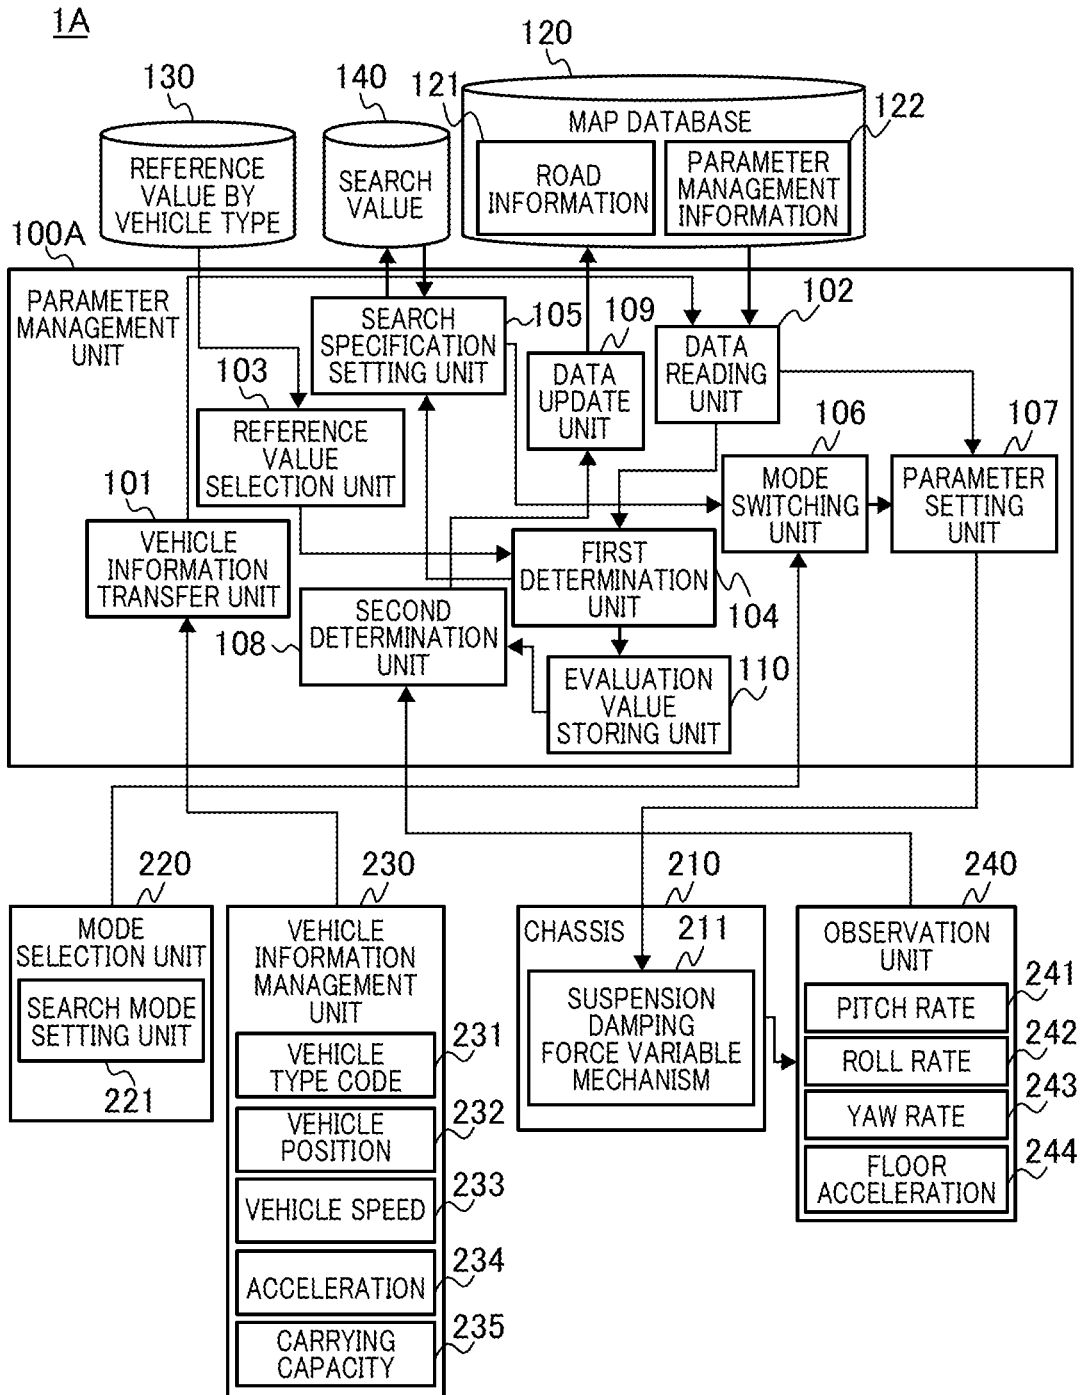 1A
120
130
140
121
122
MAP DATABASE
REFERENCE
VALUE BY
VEHICLE TYPE
SEARCH
VALUE
ROAD
INFORMATION
PARAMETER
MANAGEMENT
INFORMATION
100A
PARAMETER
MANAGEMENT
UNIT
SEARCH
SPECIFICATION
SETTING UNIT
105
109
102
DATA
READING
UNIT
103
DATA
UPDATE
UNIT
106
107
REFERENCE
VALUE
SELECTION UNIT
MODE
SWITCHING
UNIT
PARAMETER
SETTING
UNIT
101
VEHICLE
INFORMATION
TRANSFER UNIT
FIRST
DETERMINATION
UNIT
104
SECOND
DETERMINATION
UNIT
108
EVALUATION
VALUE
STORING UNIT
110
220
230
210
240
MODE
SELECTION UNIT
SEARCH MODE
SETTING UNIT
221
VEHICLE
INFORMATION
MANAGEMENT
UNIT
VEHICLE
TYPE CODE
231
VEHICLE
POSITION
232
VEHICLE SPEED
233
ACCELERATION
234
CARRYING
CAPACITY
235
CHASSIS
211
SUSPENSION
DAMPING
FORCE VARIABLE
MECHANISM
OBSERVATION
UNIT
PITCH RATE
241
ROLL RATE
242
YAW RATE
243
FLOOR
ACCELERATION
244